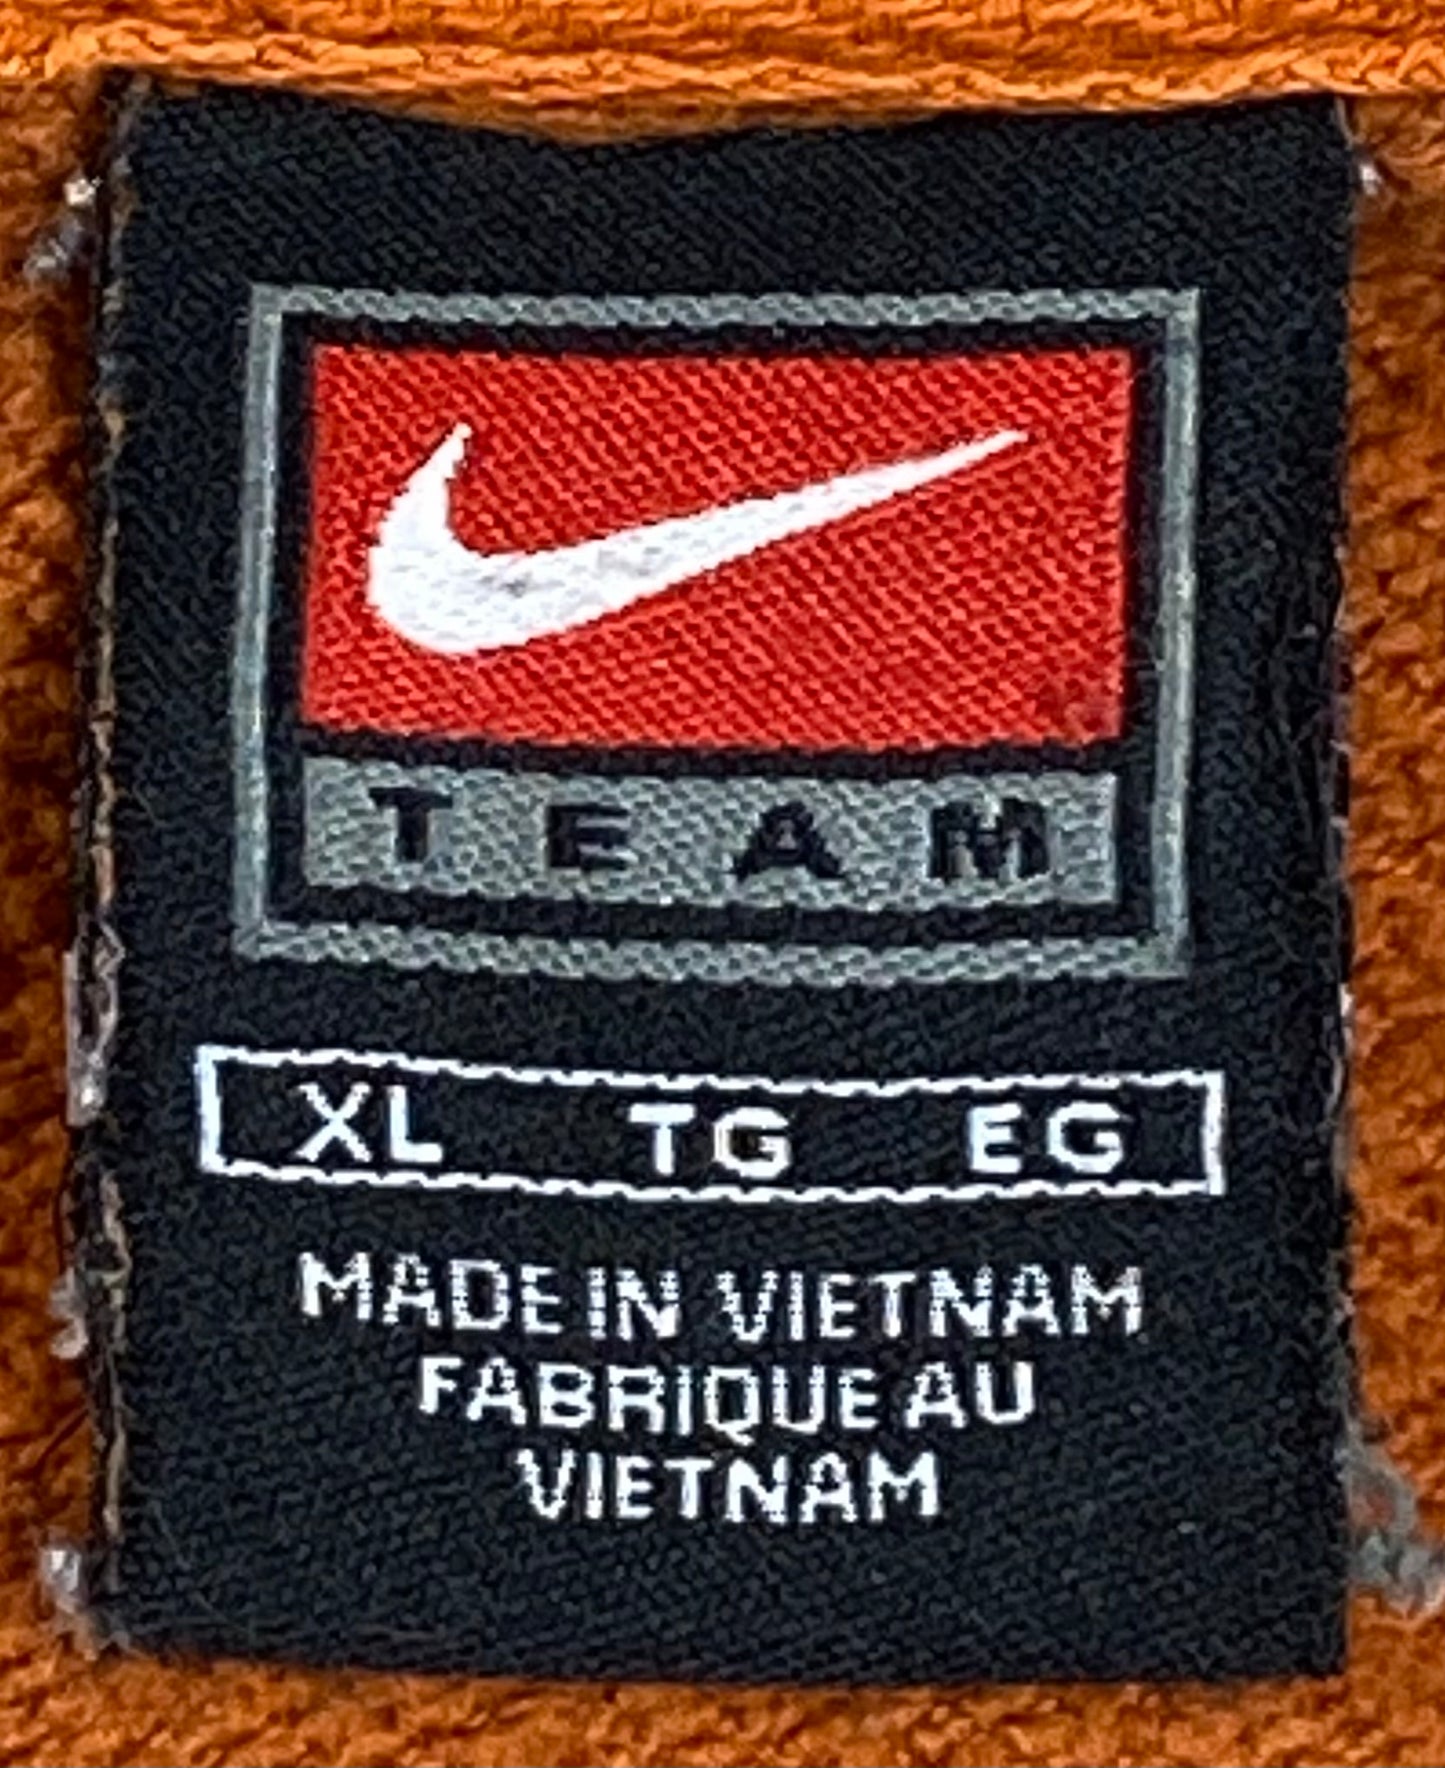 TEAM
XL TG EG
MADE IN VIETNAM
FABRIQUE AU
VIETNAM